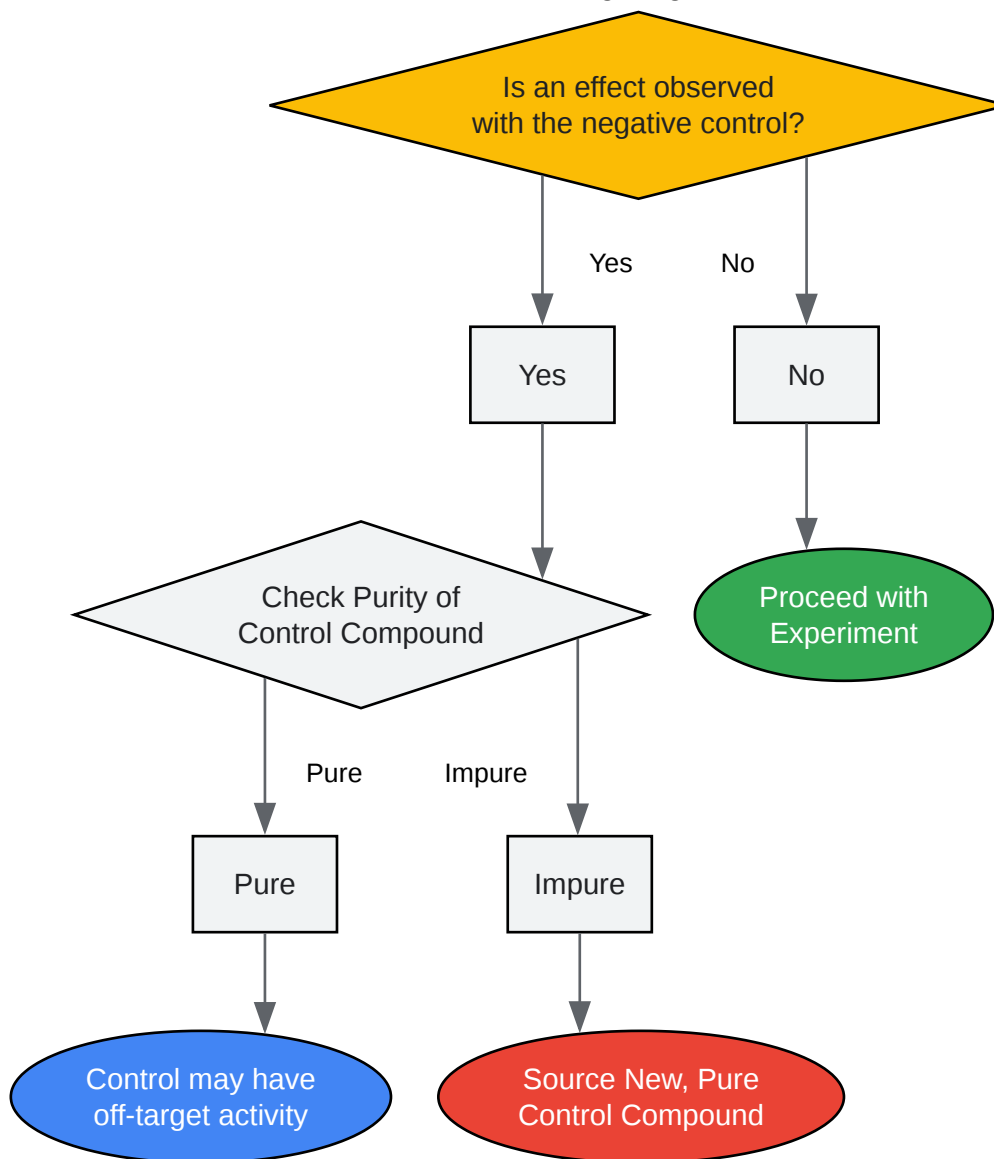 Is an effect observed
with the negative control?
Yes
No
Yes
No
Check Purity of
Control Compound
Proceed with
Experiment
Pure
Impure
Pure
Impure
Control may have
off-target activity
Source New, Pure
Control Compound